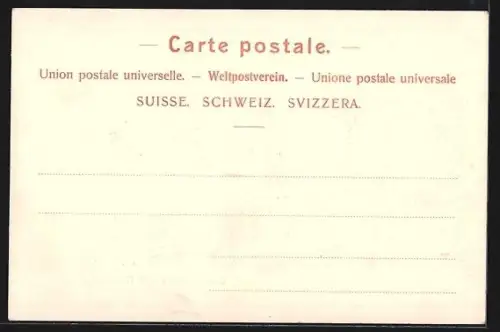 — Carte postale. —
Union postale universelle. — Weltpostverein. — Unione postale universale
SUISSE. SCHWEIZ. SVIZZERA.